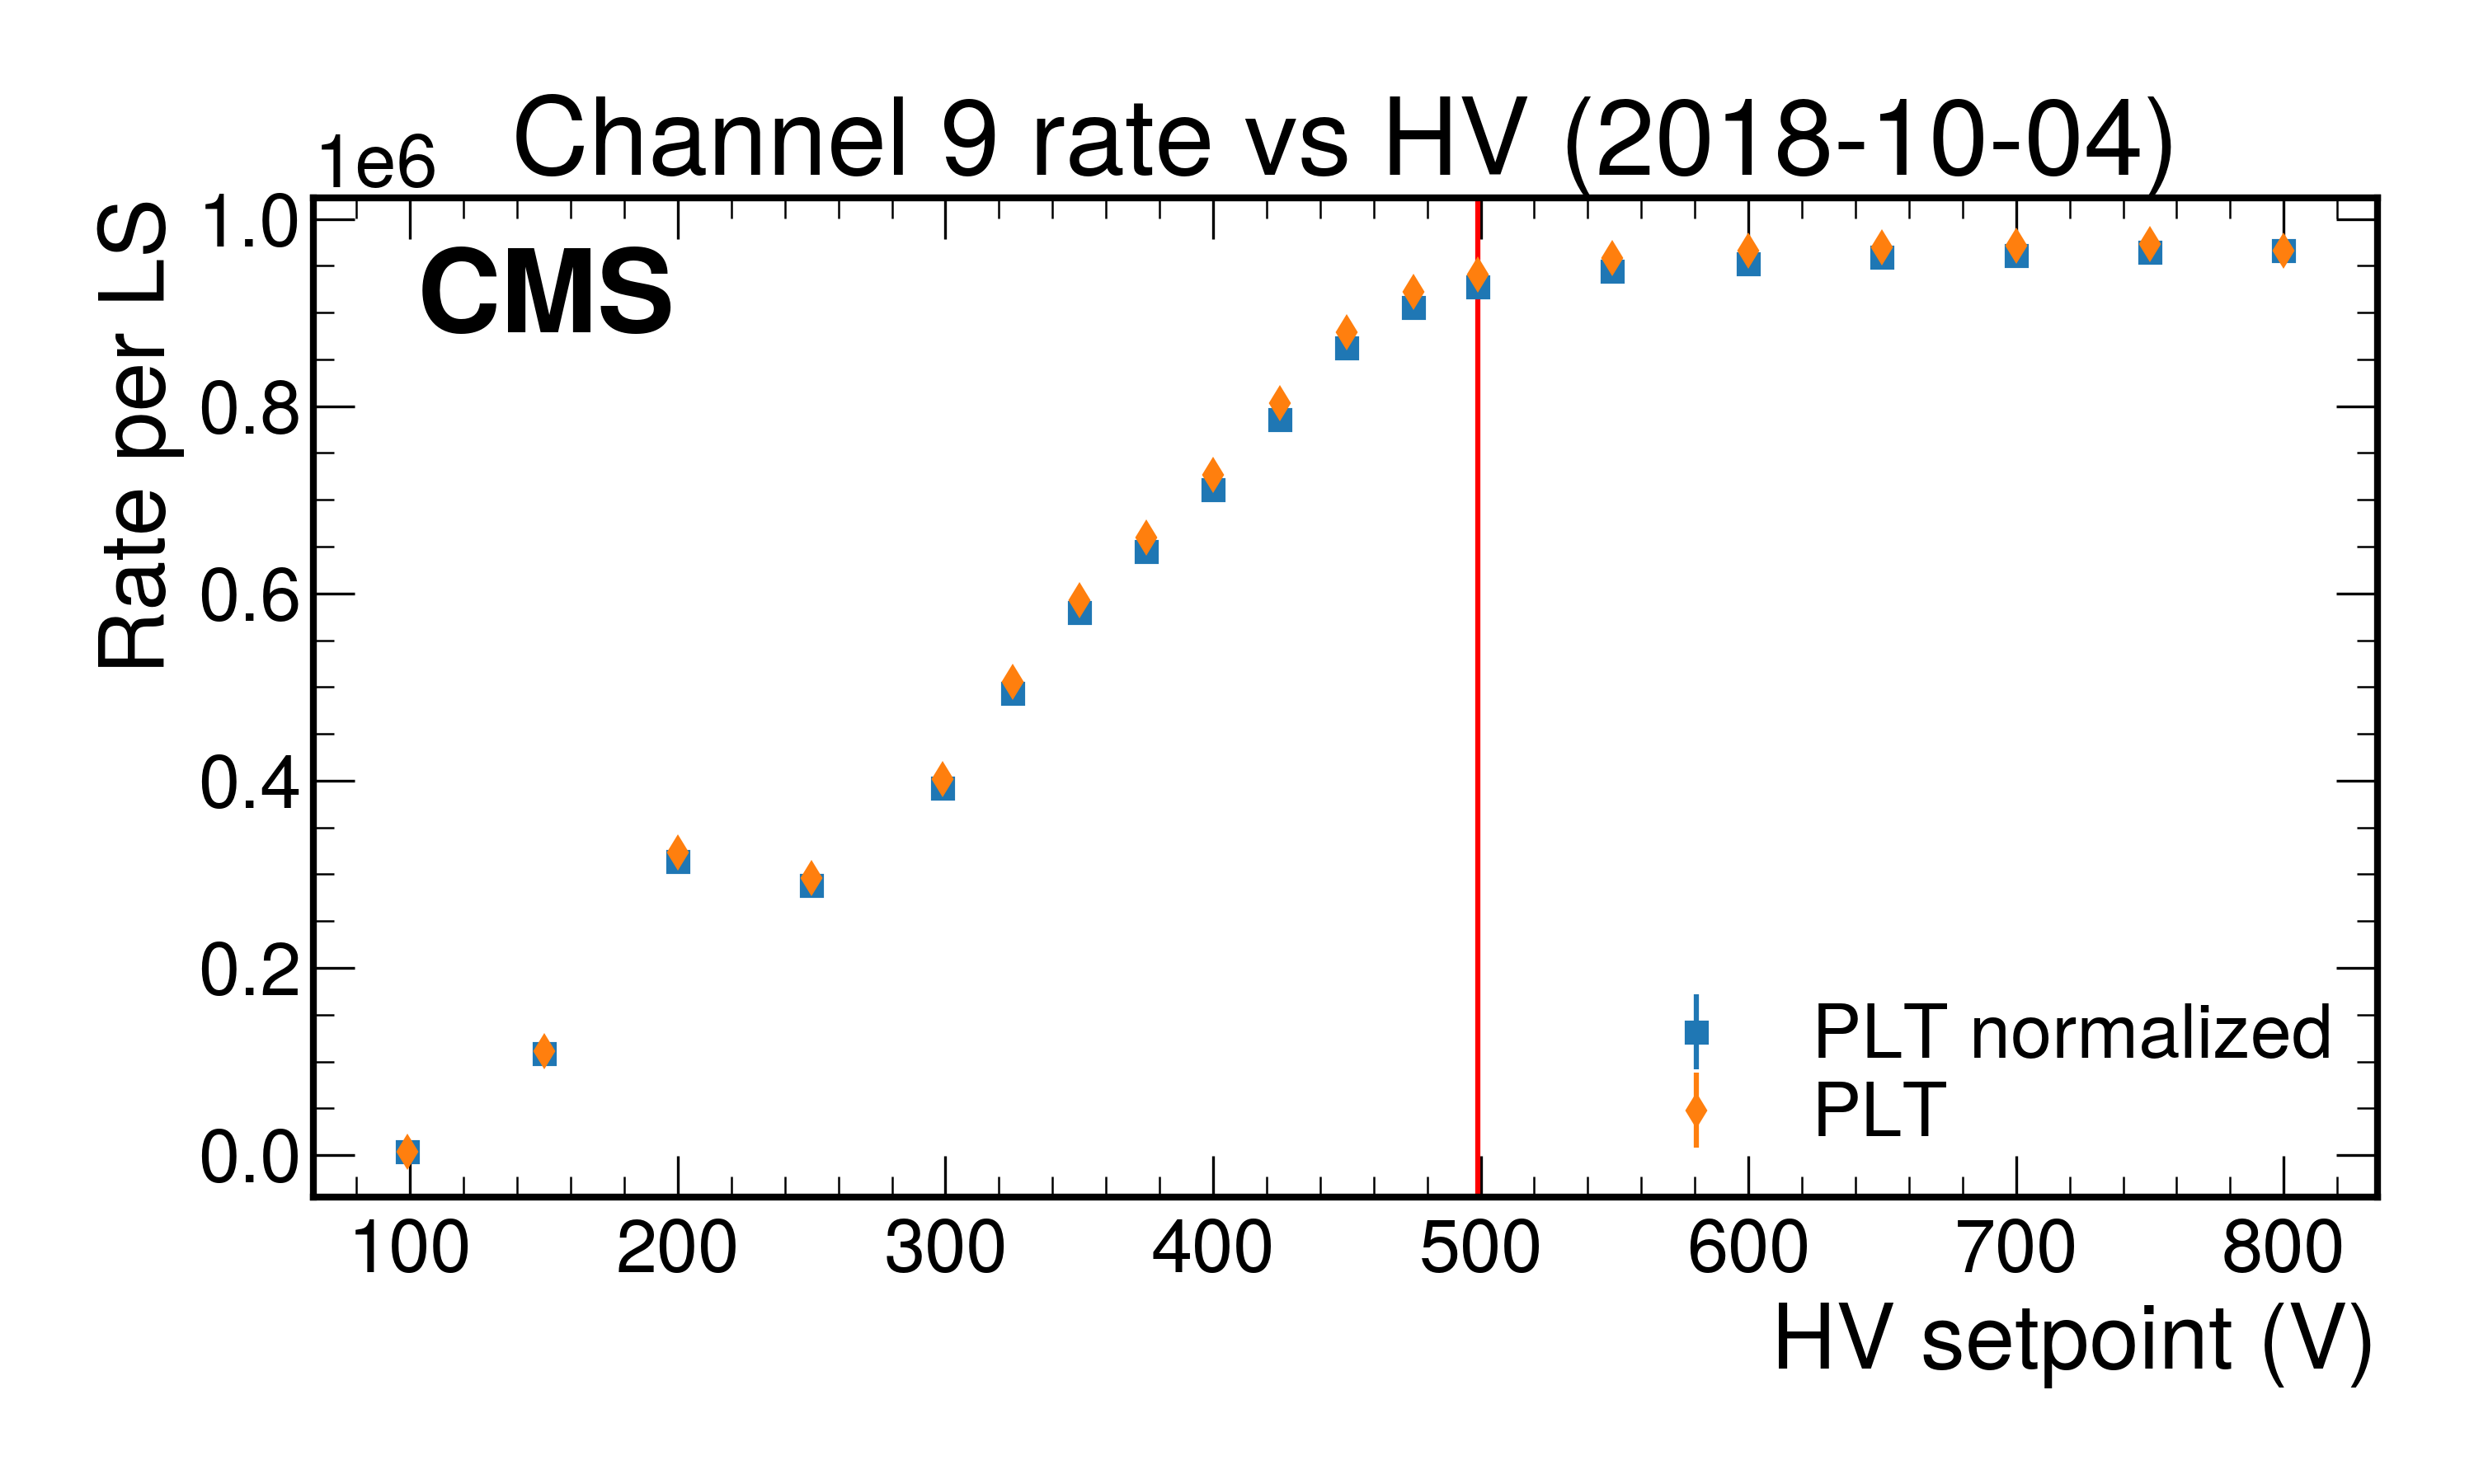 Channel 9 rate vs HV (2018-10-04)
1e6
CMS
Rate per LS
1.0
0.8
0.6
0.4
0.2
0.0
PLT normalized
PLT
100 200 300 400 500 600 700 800
HV setpoint (V)